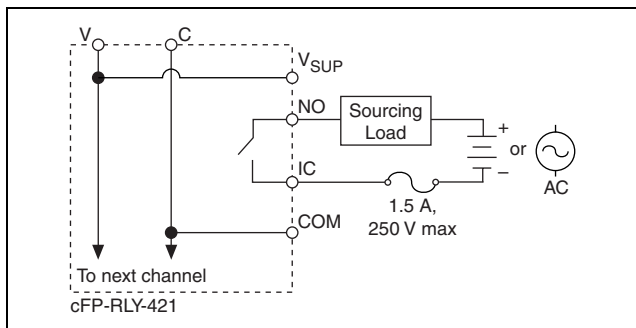 V
C
VSUP
NO
Sourcing
Load
+
or
–
AC
IC
1.5 A,
250 V max
COM
To next channel
cFP-RLY-421